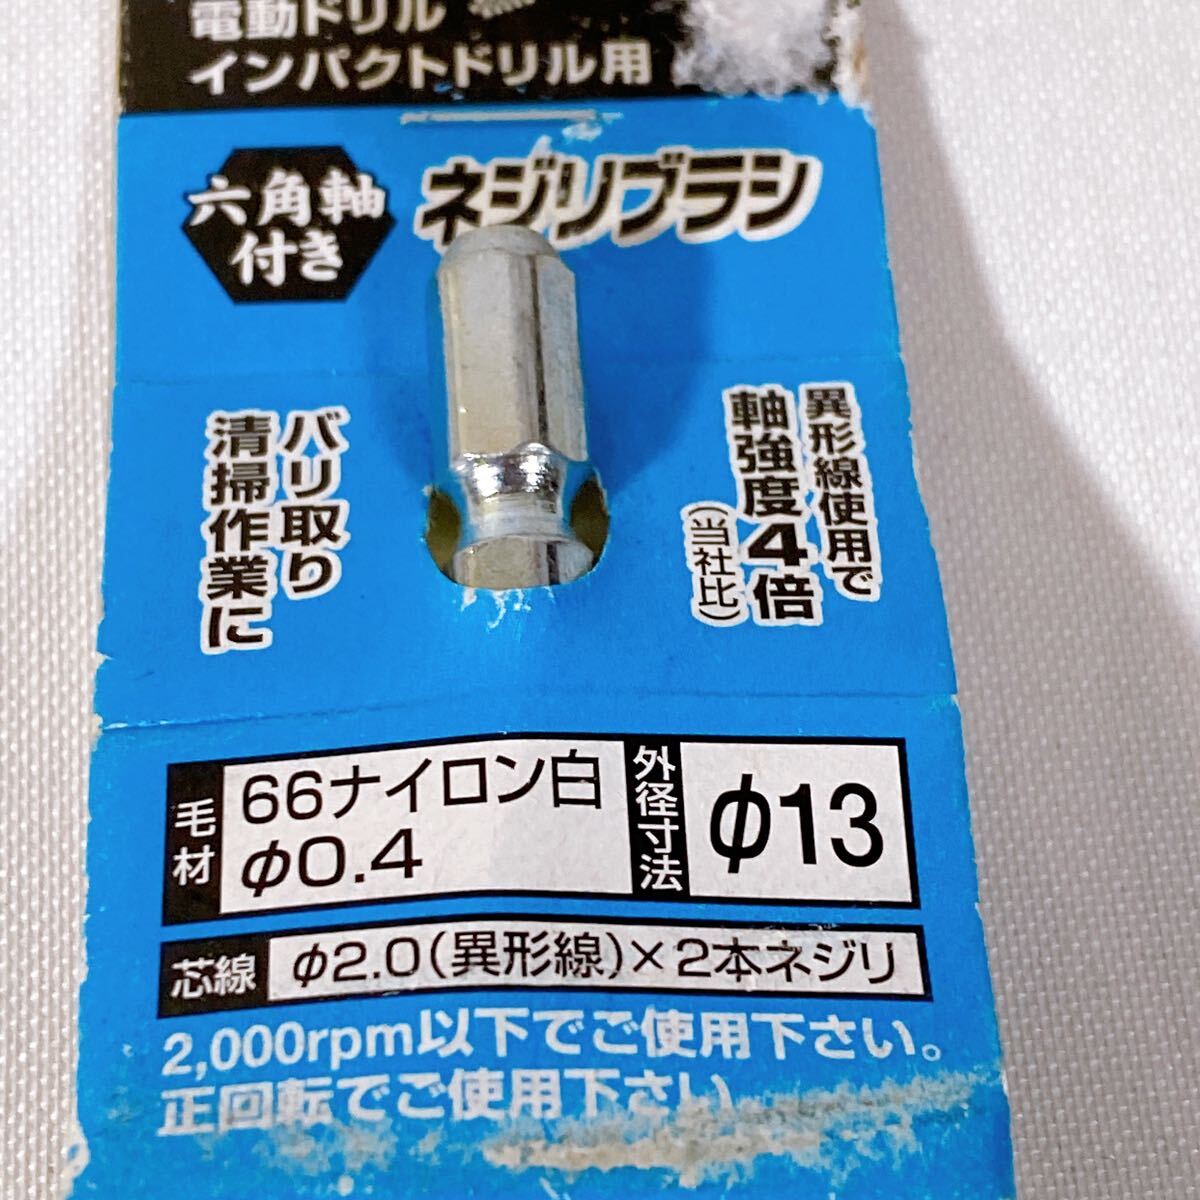 電動ドリル
インパクトドリル用
六角軸
付き
ネジリブラシ
異形線使用で
軸強度4倍
(当社比)
バリ取り
清掃作業に
毛材
66ナイロン白
φ0.4
外径寸法
φ13
芯線
φ2.0(異形線)×2本ネジリ
2,000rpm以下でご使用下さい。
正回転でご使用下さい